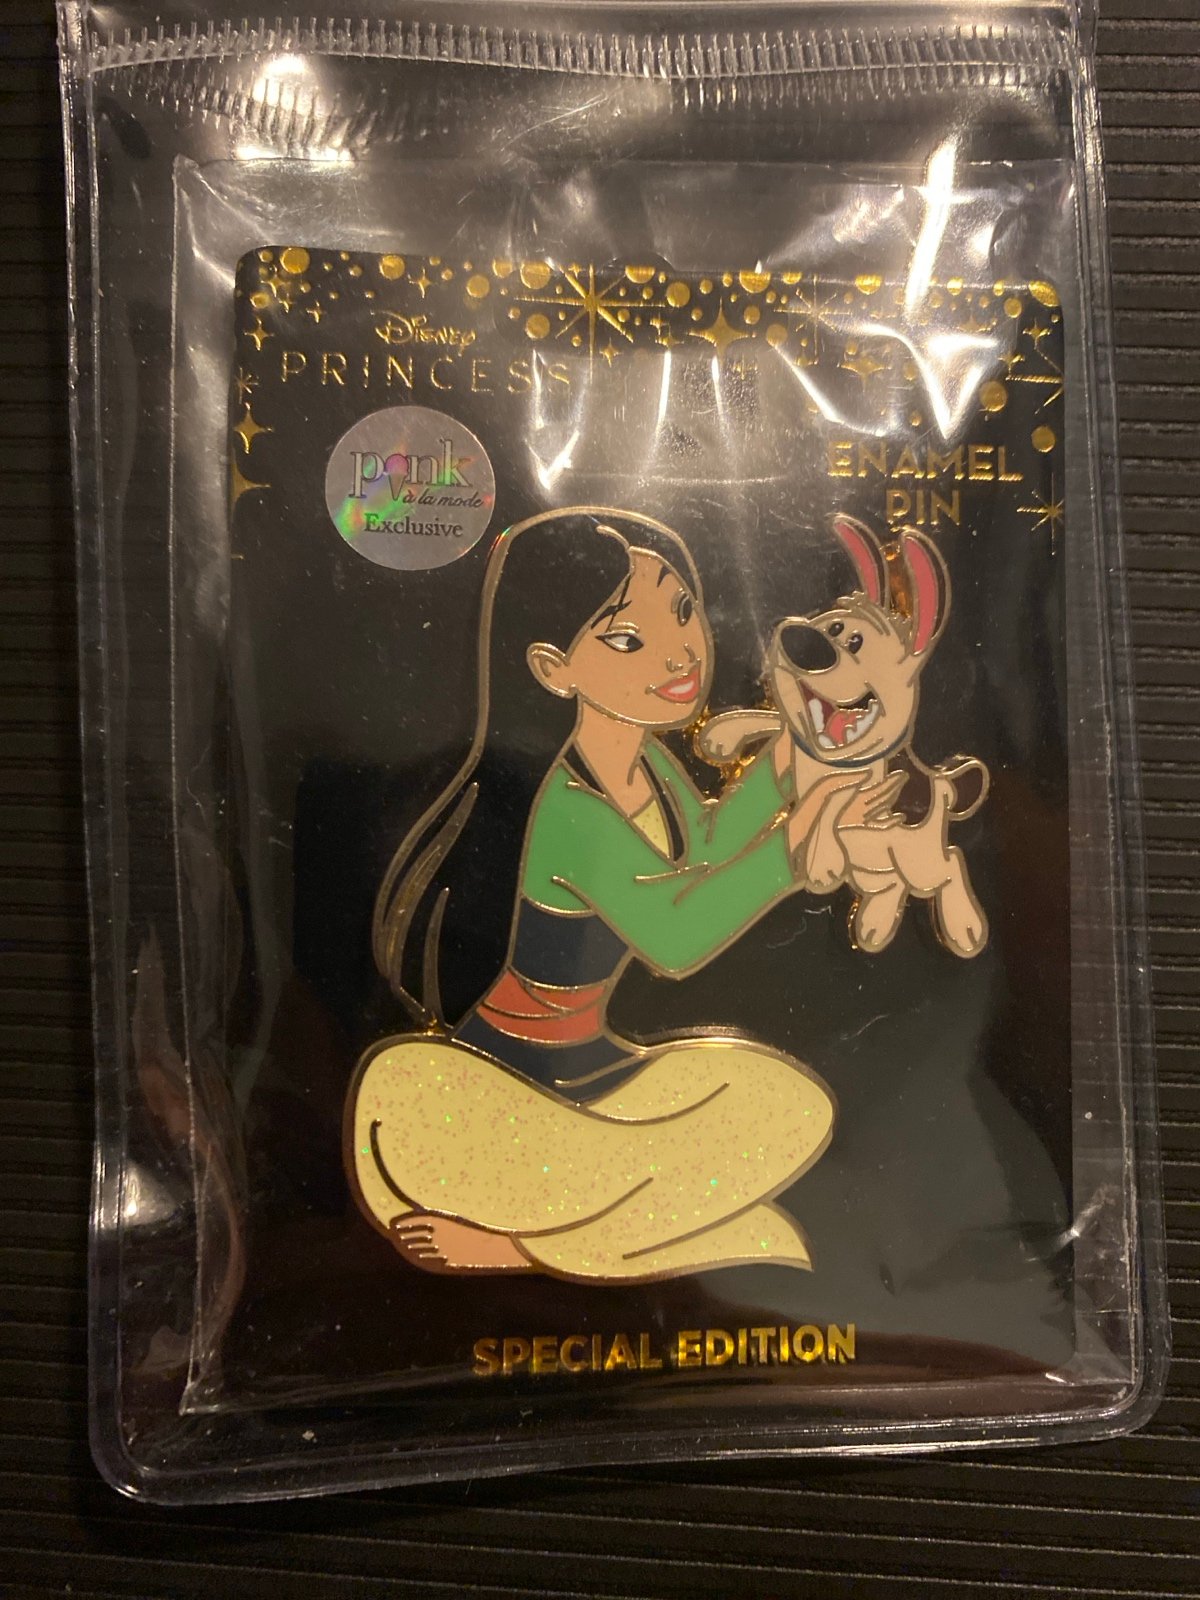 Disney
PRINCESS
pink
à la mode
Exclusive
ENAMEL
PIN
SPECIAL EDITION